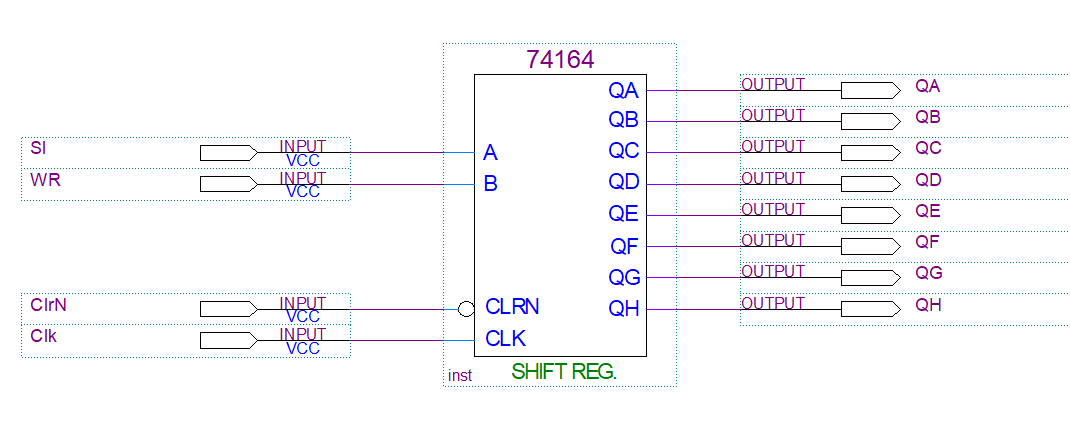 74164
SI INPUT VCC
WR INPUT VCC
ClrN INPUT VCC
Clk INPUT VCC
A
B
CLRN
CLK
QA
QB
QC
QD
QE
QF
QG
QH
inst
SHIFT REG.
OUTPUT QA
OUTPUT QB
OUTPUT QC
OUTPUT QD
OUTPUT QE
OUTPUT QF
OUTPUT QG
OUTPUT QH